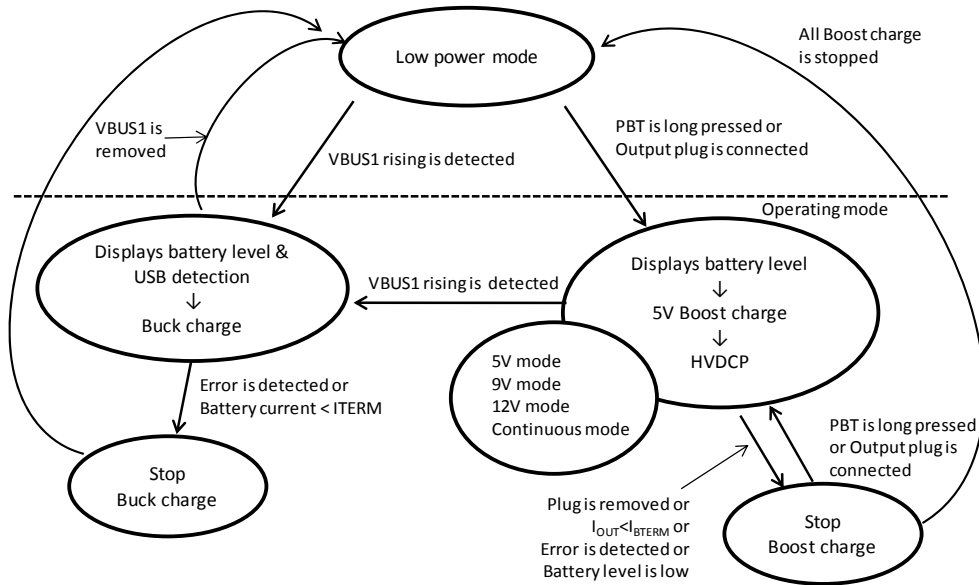 Low power mode
All Boost charge
is stopped
VBUS1 is
removed
VBUS1 rising is detected
PBT is long pressed or
Output plug is connected
Operating mode
Displays battery level &
USB detection
↓
Buck charge
VBUS1 rising is detected
Displays battery level
↓
5V Boost charge
↓
HVDCP
5V mode
9V mode
12V mode
Continuous mode
Error is detected or
Battery current < ITERM
Stop
Buck charge
PBT is long pressed
or Output plug is
connected
Plug is removed or
I_OUT<I_BTERM or
Error is detected or
Battery level is low
Stop
Boost charge